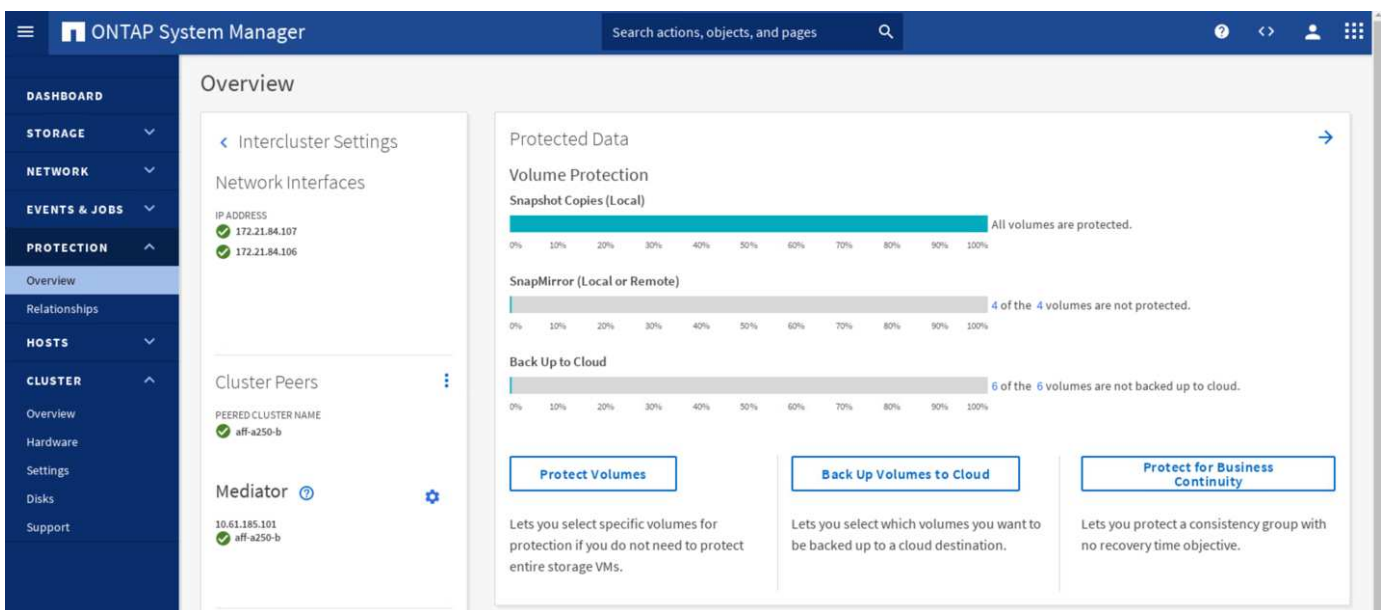 ONTAP System Manager
Search actions, objects, and pages
DASHBOARD
STORAGE
NETWORK
EVENTS & JOBS
PROTECTION
Overview
Relationships
HOSTS
CLUSTER
Overview
Hardware
Settings
Disks
Support
Overview
Intercluster Settings
Network Interfaces
IP ADDRESS
172.21.84.107
172.21.84.106
Cluster Peers
PEERED CLUSTER NAME
aff-a250-b
Mediator
10.61.185.101
aff-a250-b
Protected Data
Volume Protection
Snapshot Copies (Local)
All volumes are protected.
0% 10% 20% 30% 40% 50% 60% 70% 80% 90% 100%
SnapMirror (Local or Remote)
4 of the 4 volumes are not protected.
0% 10% 20% 30% 40% 50% 60% 70% 80% 90% 100%
Back Up to Cloud
6 of the 6 volumes are not backed up to cloud.
0% 10% 20% 30% 40% 50% 60% 70% 80% 90% 100%
Protect Volumes
Lets you select specific volumes for
protection if you do not need to protect
entire storage VMs.
Back Up Volumes to Cloud
Lets you select which volumes you want to
be backed up to a cloud destination.
Protect for Business
Continuity
Lets you protect a consistency group with
no recovery time objective.